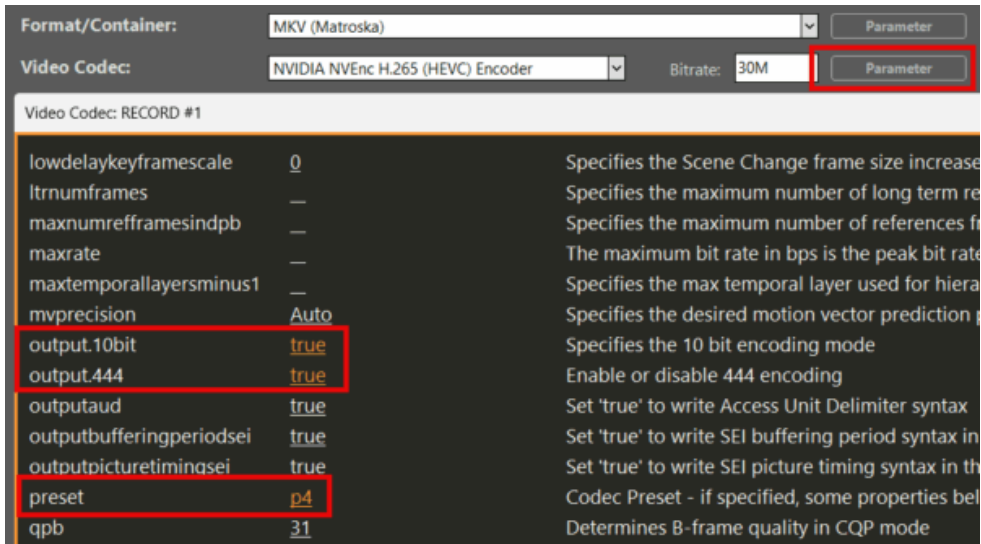 Format/Container: MKV (Matroska) Parameter
Video Codec: NVIDIA NVEnc H.265 (HEVC) Encoder Bitrate: 30M Parameter
Video Codec: RECORD #1
lowdelaykeyframescale 0 Specifies the Scene Change frame size increase
ltrnumframes __ Specifies the maximum number of long term re
maxnumrefframesindpb __ Specifies the maximum number of references fr
maxrate __ The maximum bit rate in bps is the peak bit rate
maxtemporallayersminus1 __ Specifies the max temporal layer used for hiera
mvprecision Auto Specifies the desired motion vector prediction p
output.10bit true Specifies the 10 bit encoding mode
output.444 true Enable or disable 444 encoding
outputaud true Set 'true' to write Access Unit Delimiter syntax
outputbufferingperiodsei true Set 'true' to write SEI buffering period syntax in
outputpicturetimingsei true Set 'true' to write SEI picture timing syntax in th
preset p4 Codec Preset - if specified, some properties bel
qpb 31 Determines B-frame quality in CQP mode